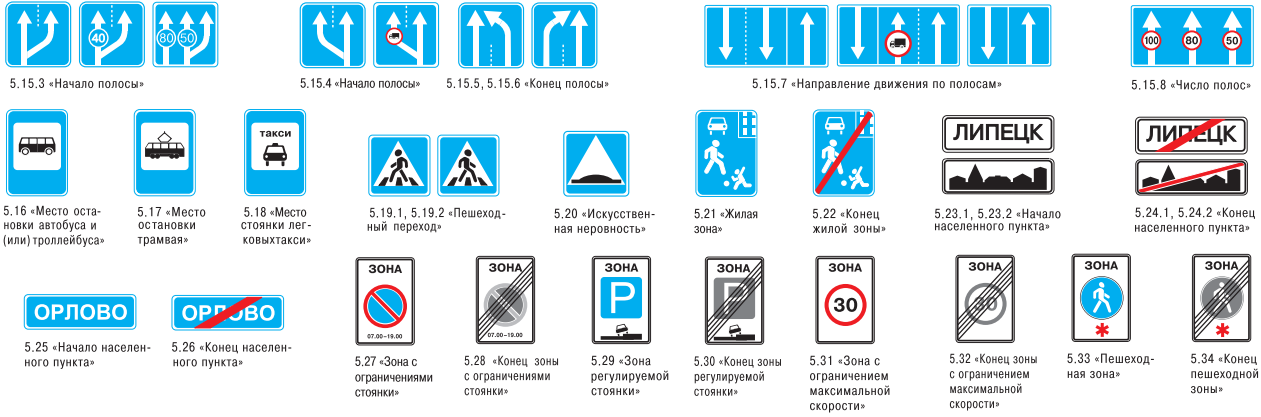 40
80 50
100 80 50
5.15.3 «Начало полосы»
5.15.4 «Начало полосы»
5.15.5, 5.15.6 «Конец полосы»
5.15.7 «Направление движения по полосам»
5.15.8 «Число полос»
такси
ЛИПЕЦК
ЛИПЕЦК
5.16 «Место оста-
новки автобуса и
(или) троллейбуса»
5.17 «Место
остановки
трамвая»
5.18 «Место
стоянки лег-
ковыхтакси»
5.19.1, 5.19.2 «Пешеход-
ный переход»
5.20 «Искусствен-
ная неровность»
5.21 «Жилая
зона»
5.22 «Конец
жилой зоны»
5.23.1, 5.23.2 «Начало
населенного пункта»
5.24.1, 5.24.2 «Конец
населенного пункта»
ОРЛОВО
5.25 «Начало населен-
ного пункта»
ОРЛОВО
5.26 «Конец населен-
ного пункта»
ЗОНА
07.00-19.00
5.27 «Зона с
ограничениями
стоянки»
ЗОНА
07.00-19.00
5.28 «Конец зоны
с ограничениями
стоянки»
ЗОНА
P
5.29 «Зона
регулируемой
стоянки»
ЗОНА
P
5.30 «Конец зоны
регулируемой
стоянки»
ЗОНА
30
5.31 «Зона с
ограничением
максимальной
скорости»
ЗОНА
30
5.32 «Конец зоны
с ограничением
максимальной
скорости»
ЗОНА
5.33 «Пешеход-
ная зона»
ЗОНА
5.34 «Конец
пешеходной
зоны»